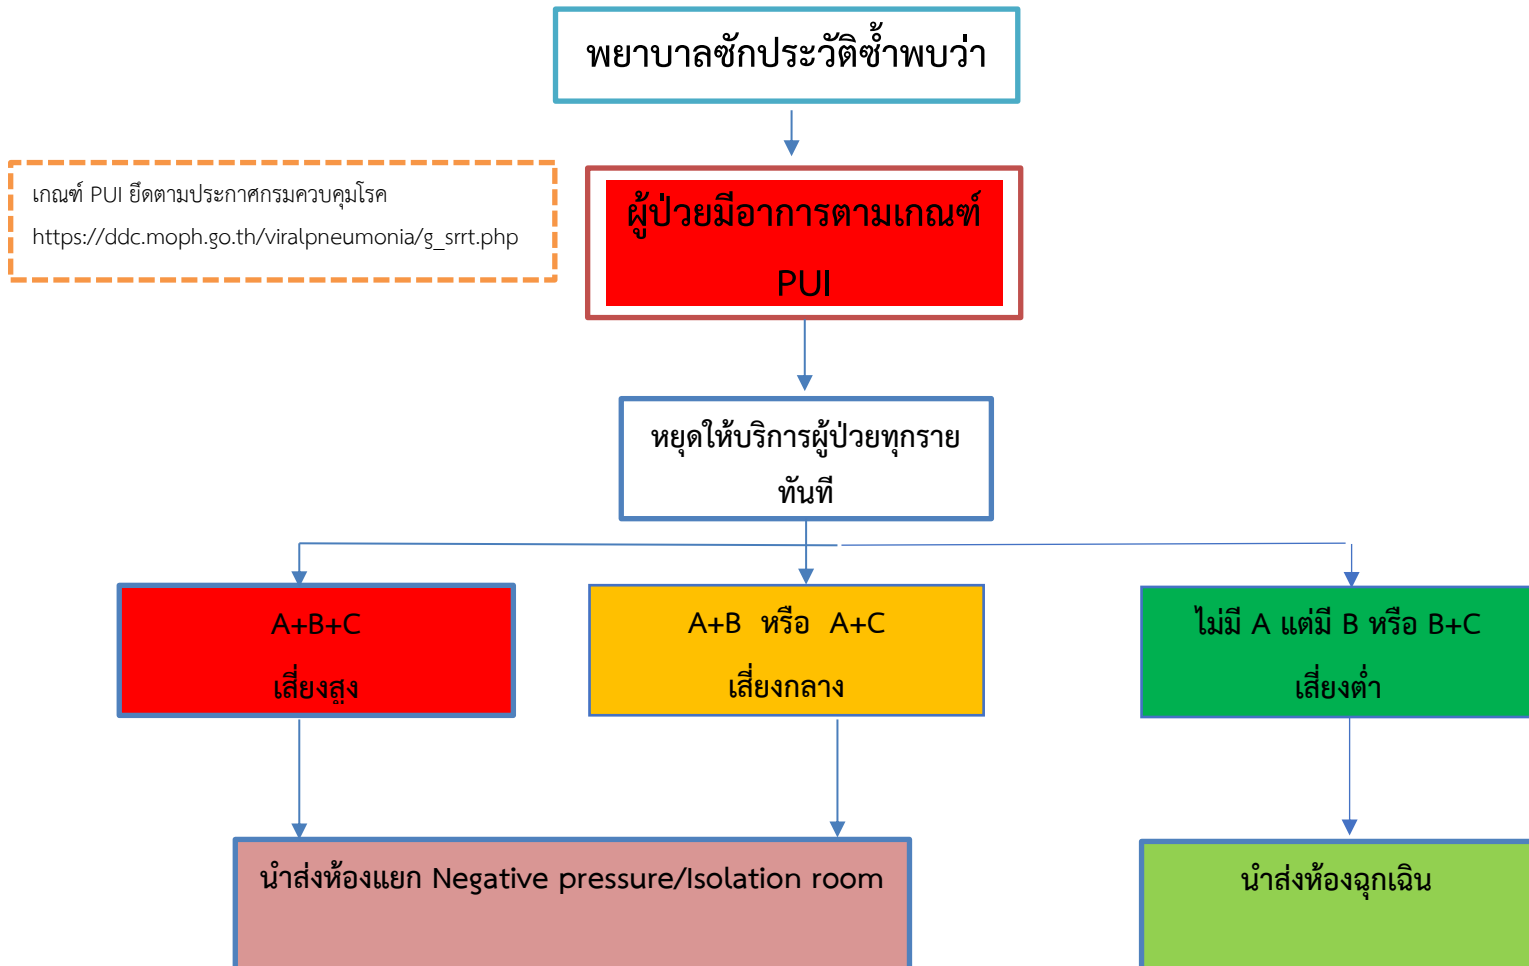 พยาบาลซักประวัติซ้ำพบว่า
เกณฑ์ PUI ยึดตามประกาศกรมควบคุมโรค
https://ddc.moph.go.th/viralpneumonia/g_srrt.php
ผู้ป่วยมีอาการตามเกณฑ์
PUI
หยุดให้บริการผู้ป่วยทุกราย
ทันที
A+B+C
เสี่ยงสูง
A+B หรือ A+C
เสี่ยงกลาง
ไม่มี A แต่มี B หรือ B+C
เสี่ยงต่ำ
นำส่งห้องแยก Negative pressure/Isolation room
นำส่งห้องฉุกเฉิน